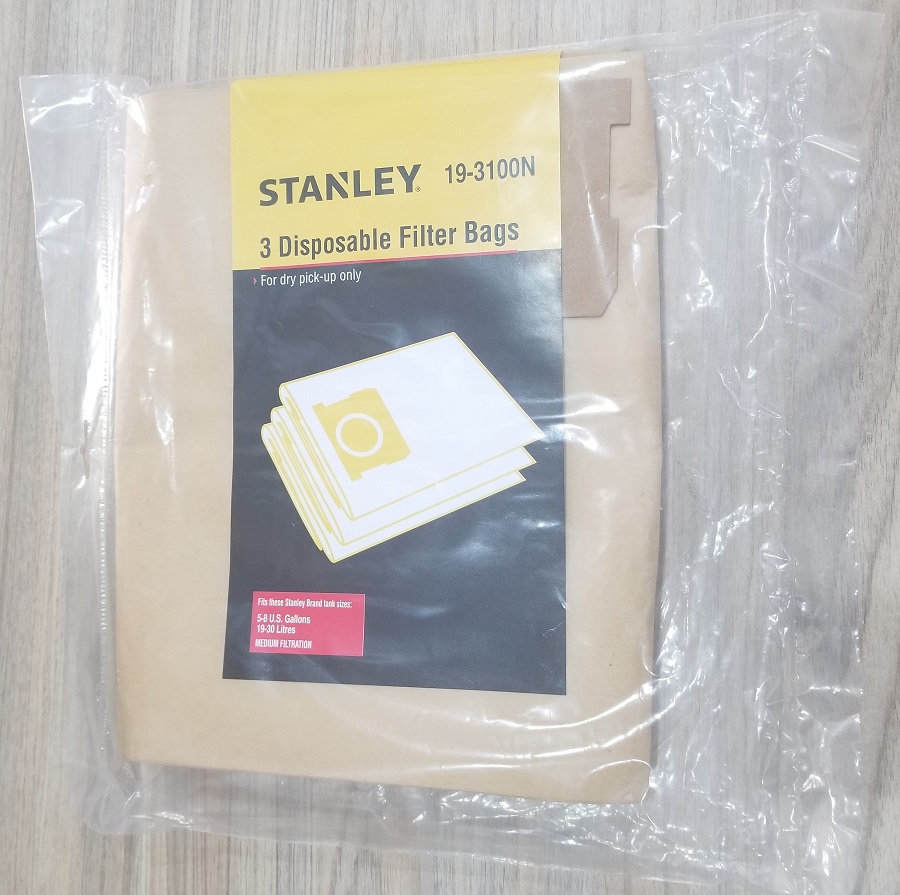 STANLEY® 19-3100N
3 Disposable Filter Bags
› For dry pick-up only
Fits these Stanley Brand tank sizes:
5-8 U.S. Gallons
19-30 Litres
MEDIUM FILTRATION